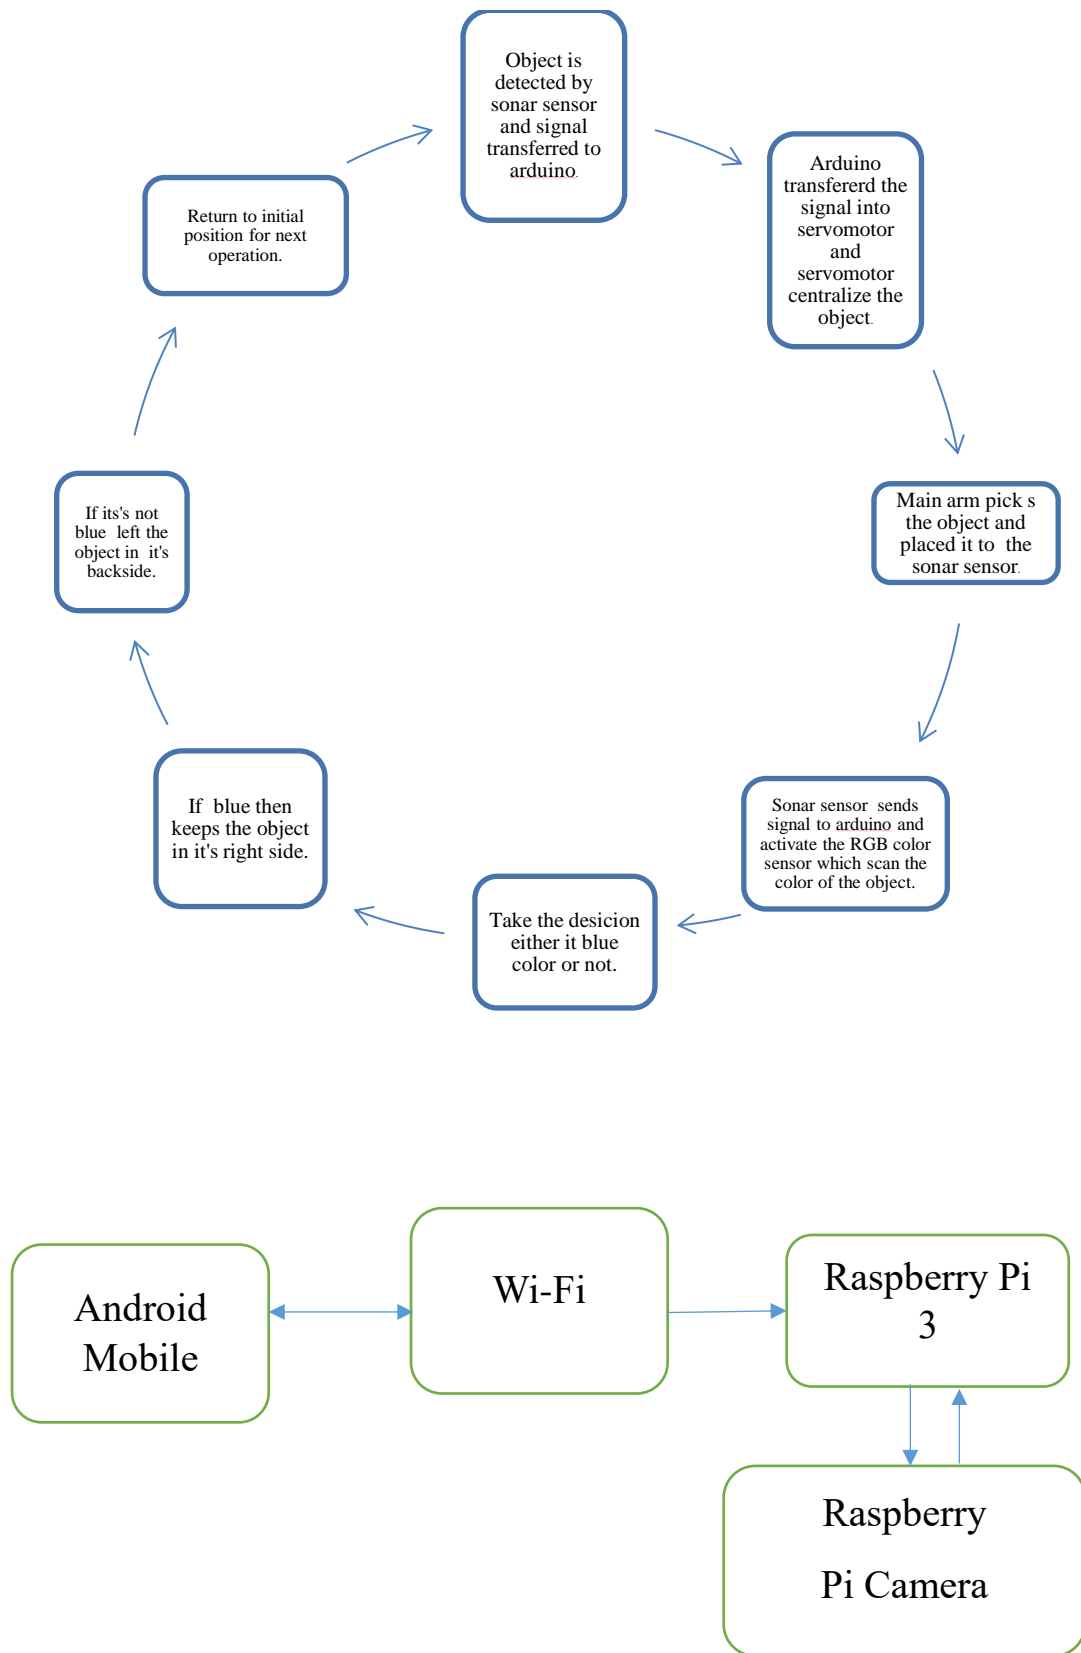 Object is
detected by
sonar sensor
and signal
transferred to
arduino.
Arduino
transfererd the
signal into
servomotor
and
servomotor
centralize the
object.
Main arm pick s
the object and
placed it to the
sonar sensor.
Sonar sensor sends
signal to arduino and
activate the RGB color
sensor which scan the
color of the object.
Take the desicion
either it blue
color or not.
If blue then
keeps the object
in it's right side.
If its's not
blue left the
object in it's
backside.
Return to initial
position for next
operation.
Android
Mobile
Wi-Fi
Raspberry Pi
3
Raspberry
Pi Camera